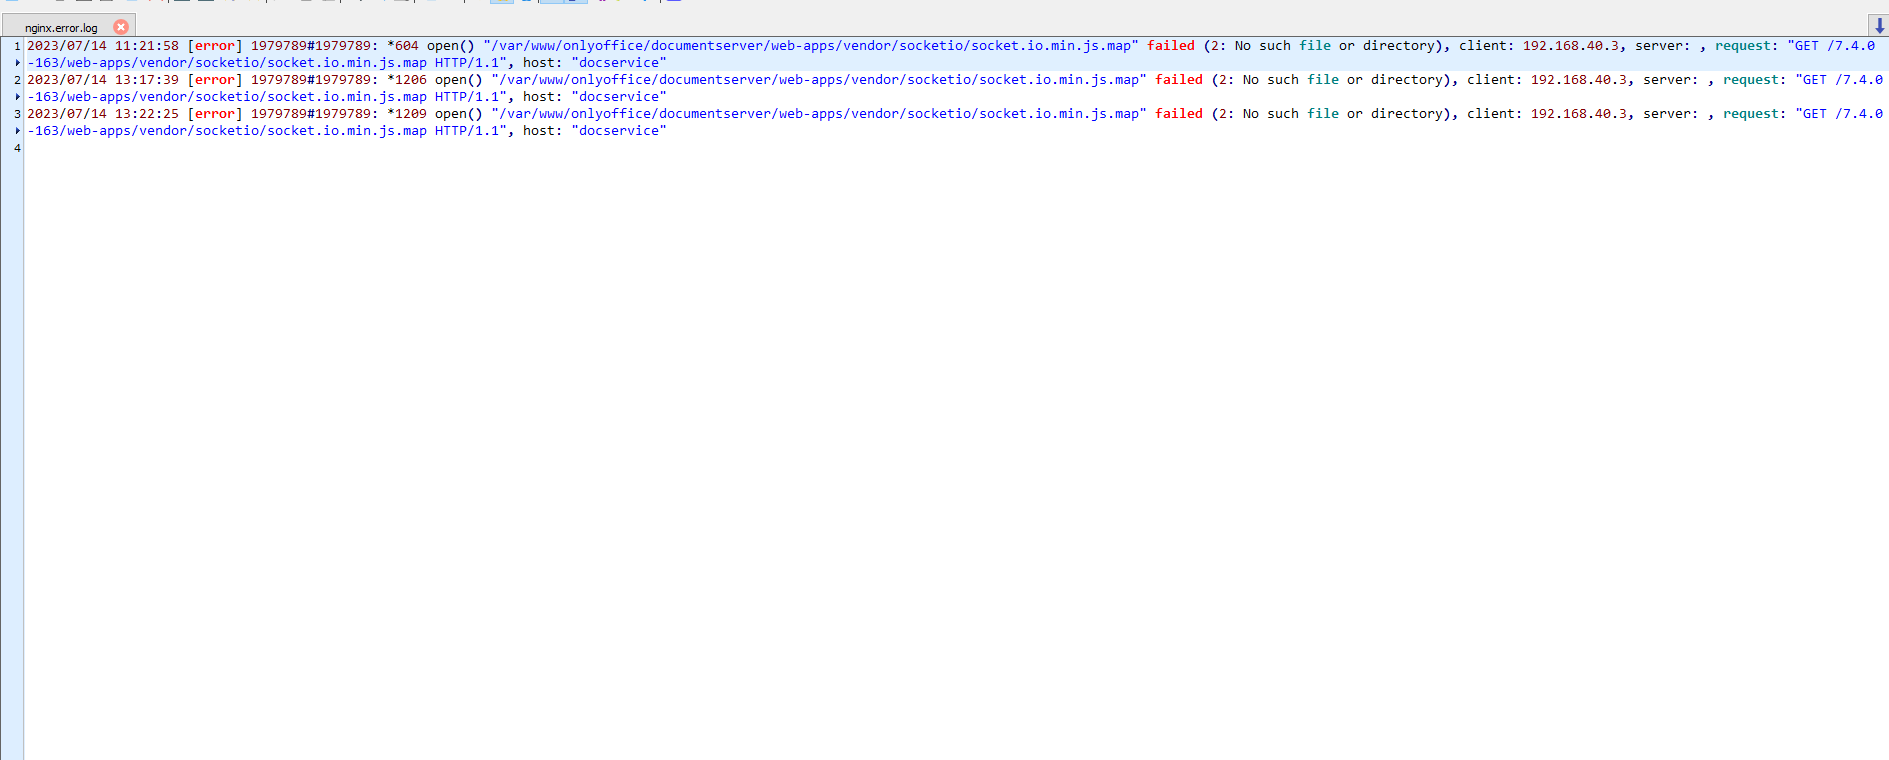 nginx.error.log
1 2023/07/14 11:21:58 [error] 1979789#1979789: *604 open() "/var/www/onlyoffice/documentserver/web-apps/vendor/socketio/socket.io.min.js.map" failed (2: No such file or directory), client: 192.168.40.3, server: , request: "GET /7.4.0
-163/web-apps/vendor/socketio/socket.io.min.js.map HTTP/1.1", host: "docservice"
2 2023/07/14 13:17:39 [error] 1979789#1979789: *1206 open() "/var/www/onlyoffice/documentserver/web-apps/vendor/socketio/socket.io.min.js.map" failed (2: No such file or directory), client: 192.168.40.3, server: , request: "GET /7.4.0
-163/web-apps/vendor/socketio/socket.io.min.js.map HTTP/1.1", host: "docservice"
3 2023/07/14 13:22:25 [error] 1979789#1979789: *1209 open() "/var/www/onlyoffice/documentserver/web-apps/vendor/socketio/socket.io.min.js.map" failed (2: No such file or directory), client: 192.168.40.3, server: , request: "GET /7.4.0
-163/web-apps/vendor/socketio/socket.io.min.js.map HTTP/1.1", host: "docservice"
4